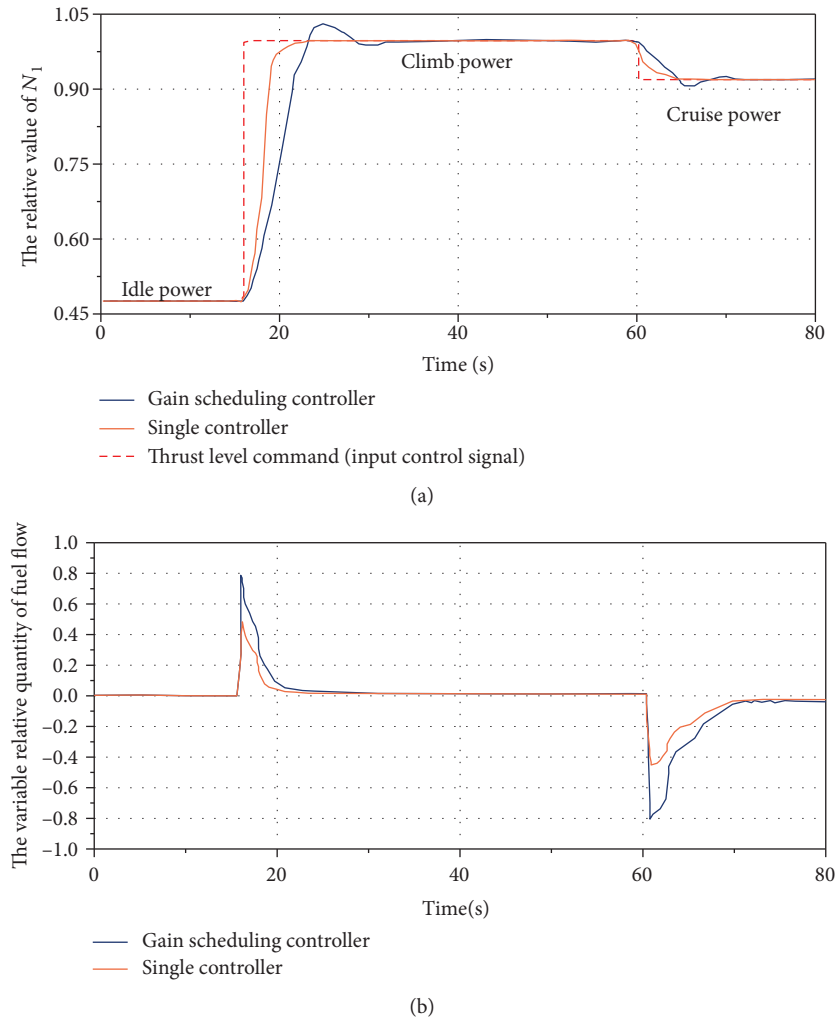 The relative value of N1
1.05
0.90
0.75
0.60
0.45
Climb power
Cruise power
Idle power
0
20
40
60
80
Time (s)
Gain scheduling controller
Single controller
Thrust level command (input control signal)
(a)
The variable relative quantity of fuel flow
1.0
0.8
0.6
0.4
0.2
0.0
–0.2
–0.4
–0.6
–0.8
–1.0
0
20
40
60
80
Time(s)
Gain scheduling controller
Single controller
(b)